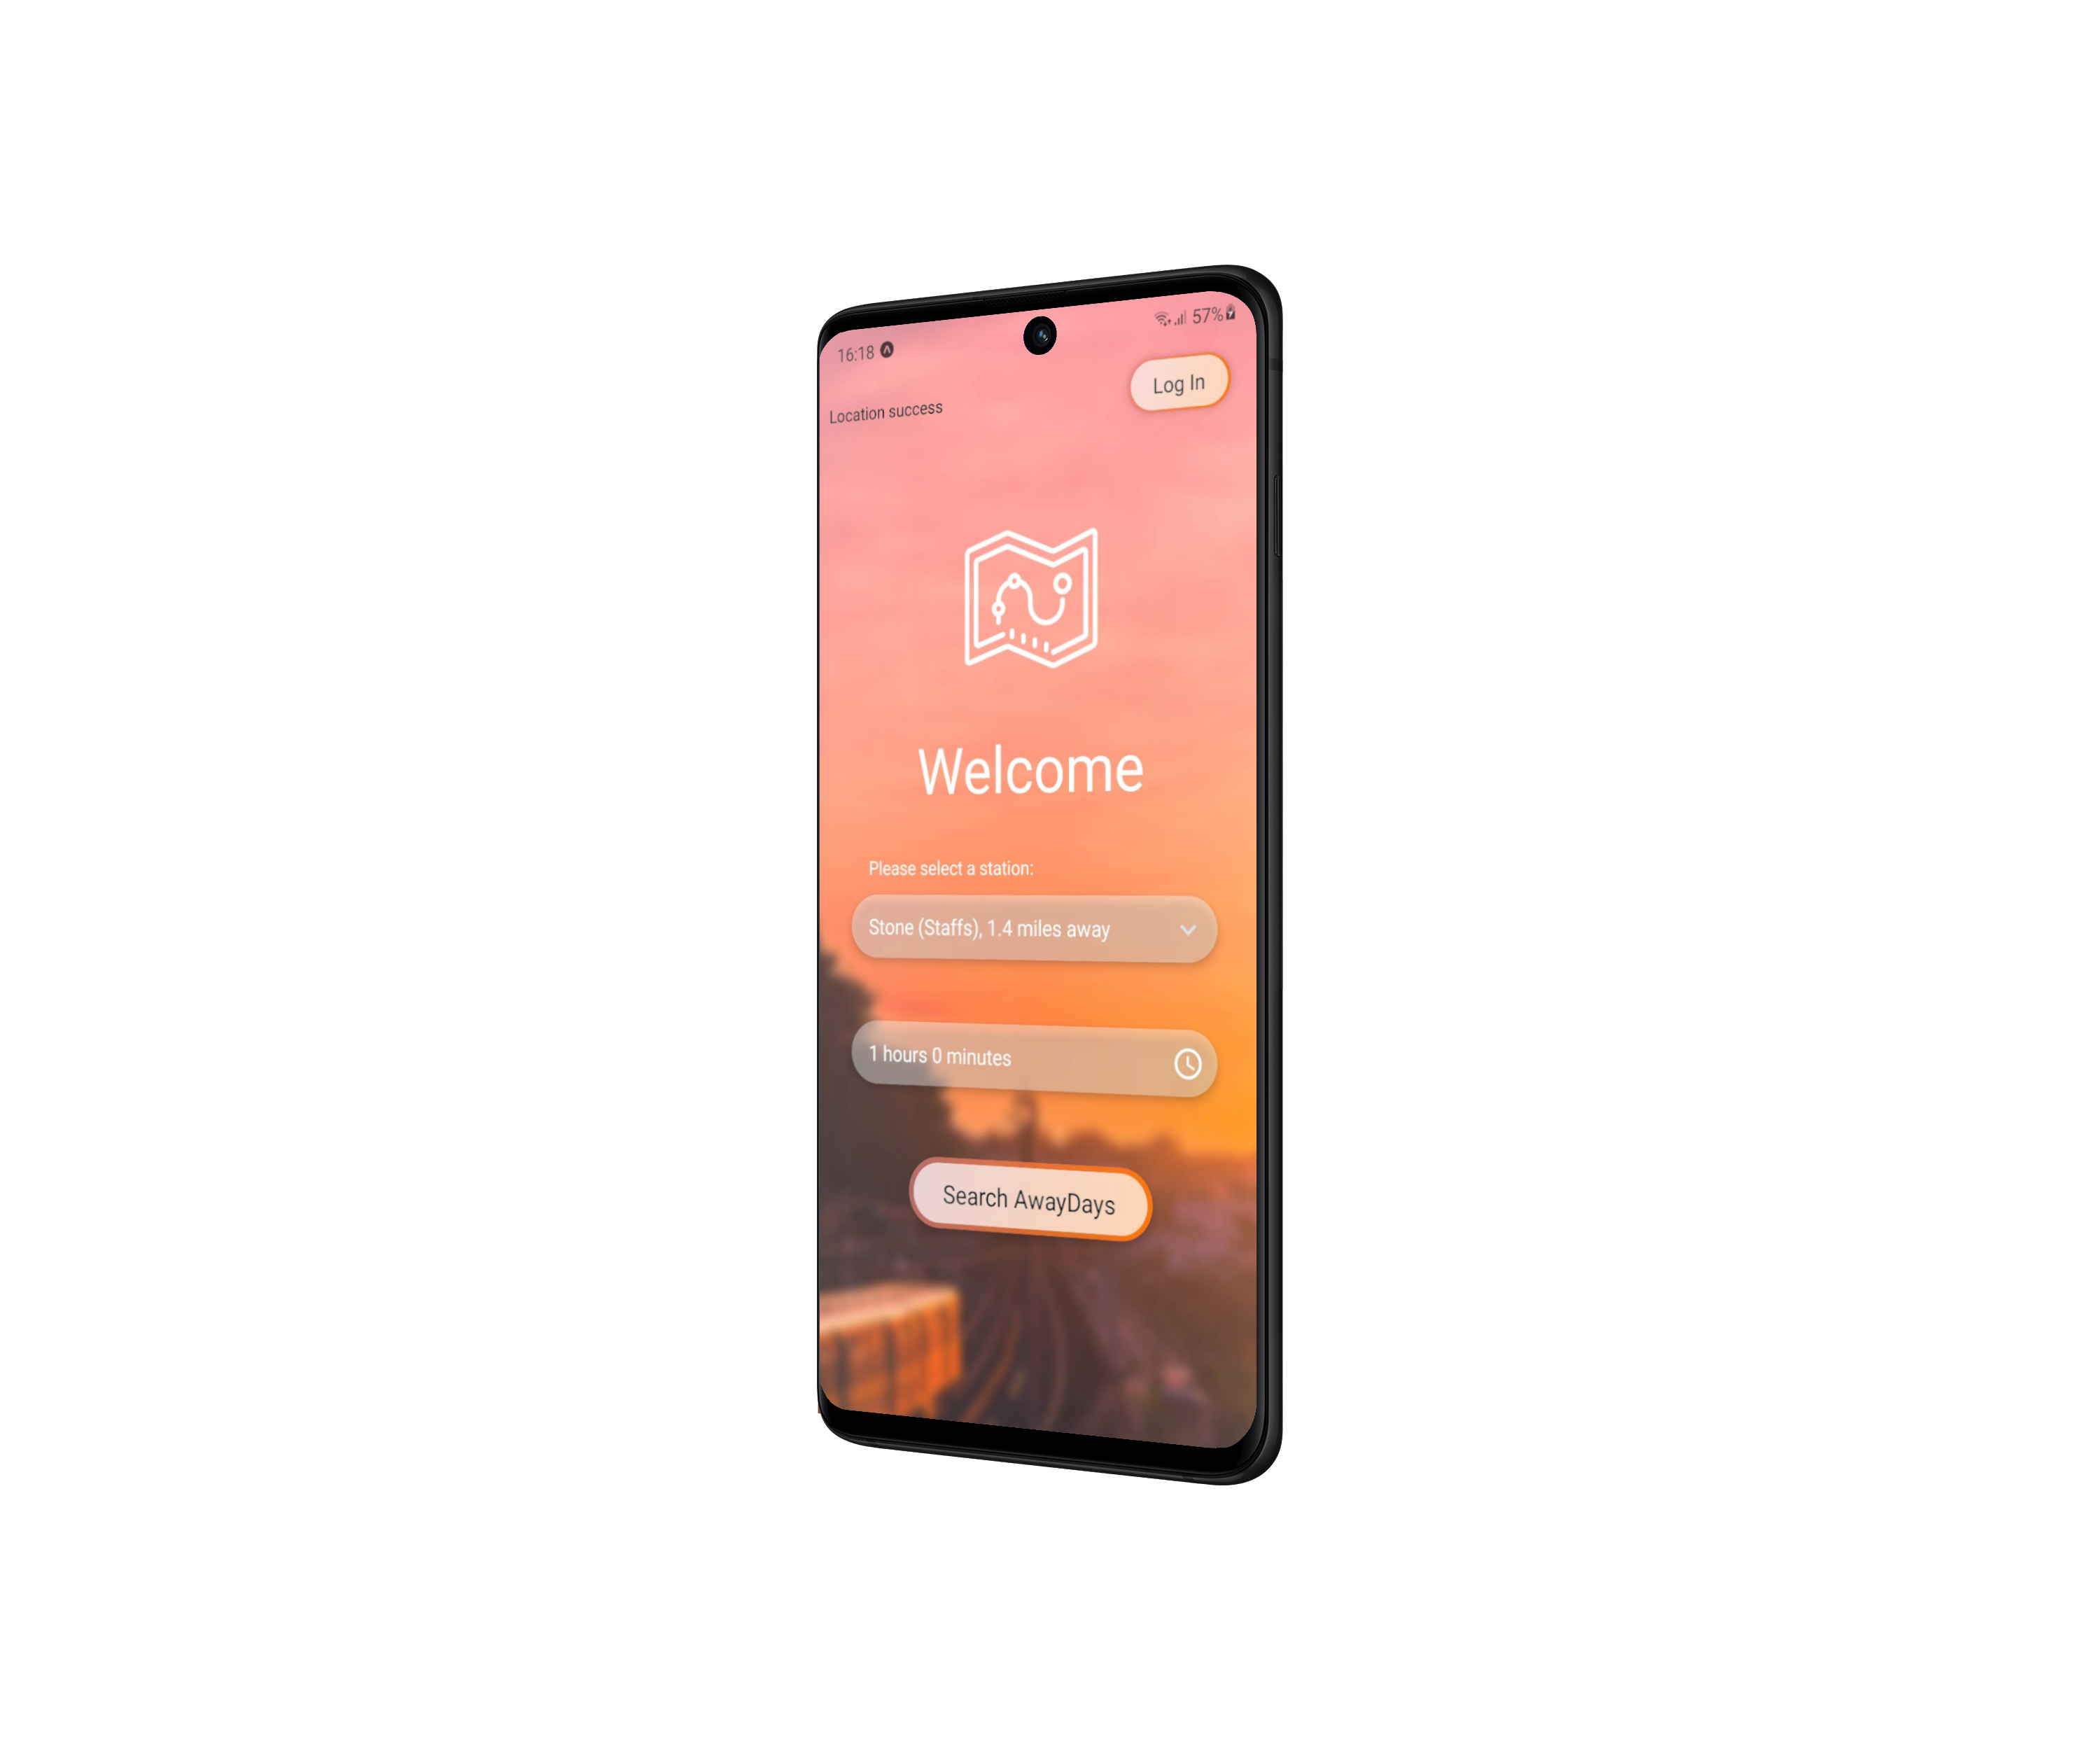 16:18
57%
Log In
Location success
Welcome
Please select a station:
Stone (Staffs), 1.4 miles away
1 hours 0 minutes
Search AwayDays